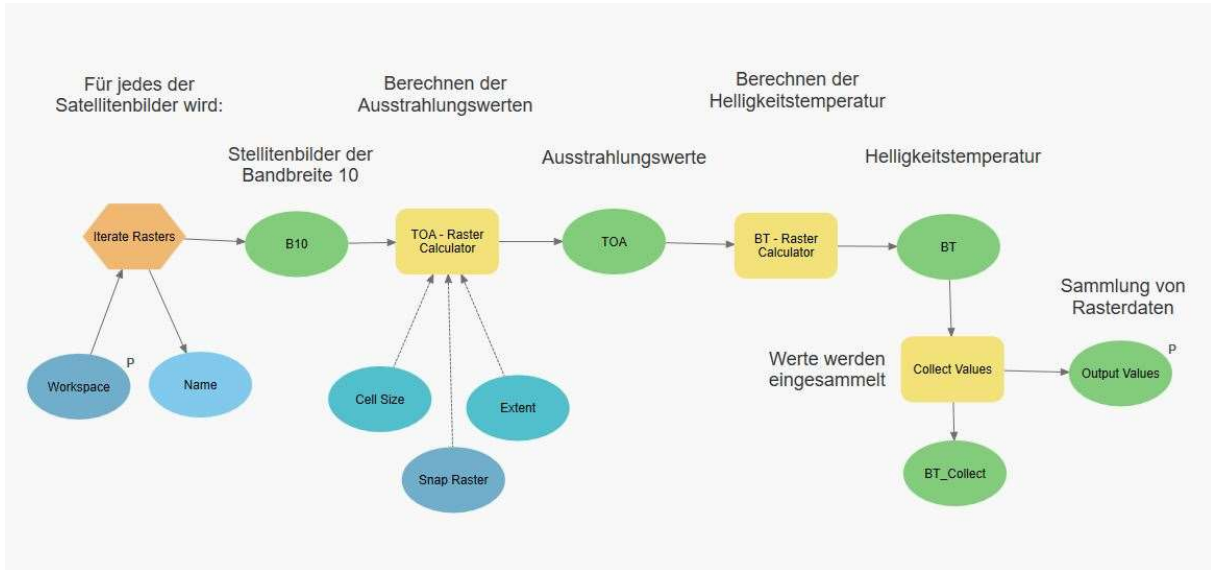 Für jedes der
Satellitenbilder wird:
Berechnen der
Ausstrahlungswerten
Berechnen der
Helligkeitstemperatur
Stellitenbilder der
Bandbreite 10
Ausstrahlungswerte
Helligkeitstemperatur
Iterate Rasters
B10
TOA - Raster
Calculator
TOA
BT - Raster
Calculator
BT
Sammlung von
Rasterdaten
Workspace
P
Name
Cell Size
Extent
Snap Raster
Werte werden
eingesammelt
Collect Values
Output Values
P
BT_Collect